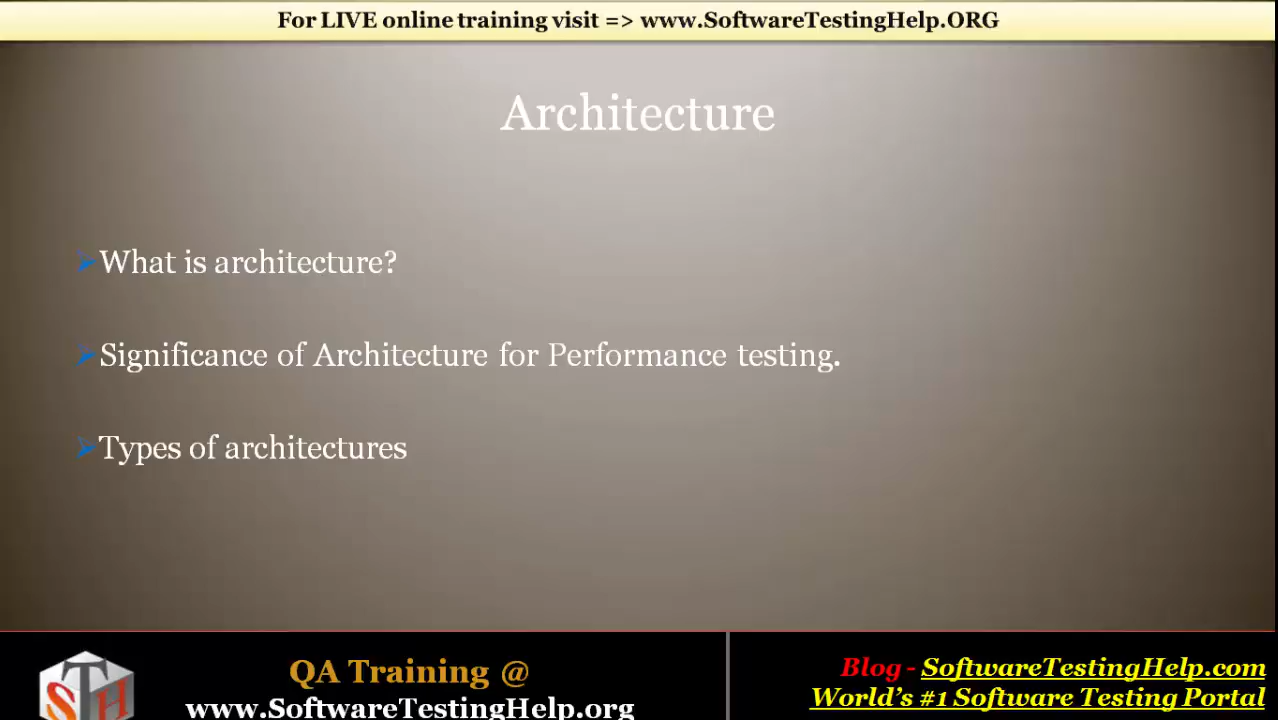 For LIVE online training visit => www.SoftwareTestingHelp.ORG
Architecture
What is architecture?
Significance of Architecture for Performance testing.
Types of architectures
STH
QA Training @
www.SoftwareTestingHelp.org
Blog - SoftwareTestingHelp.com
World's #1 Software Testing Portal